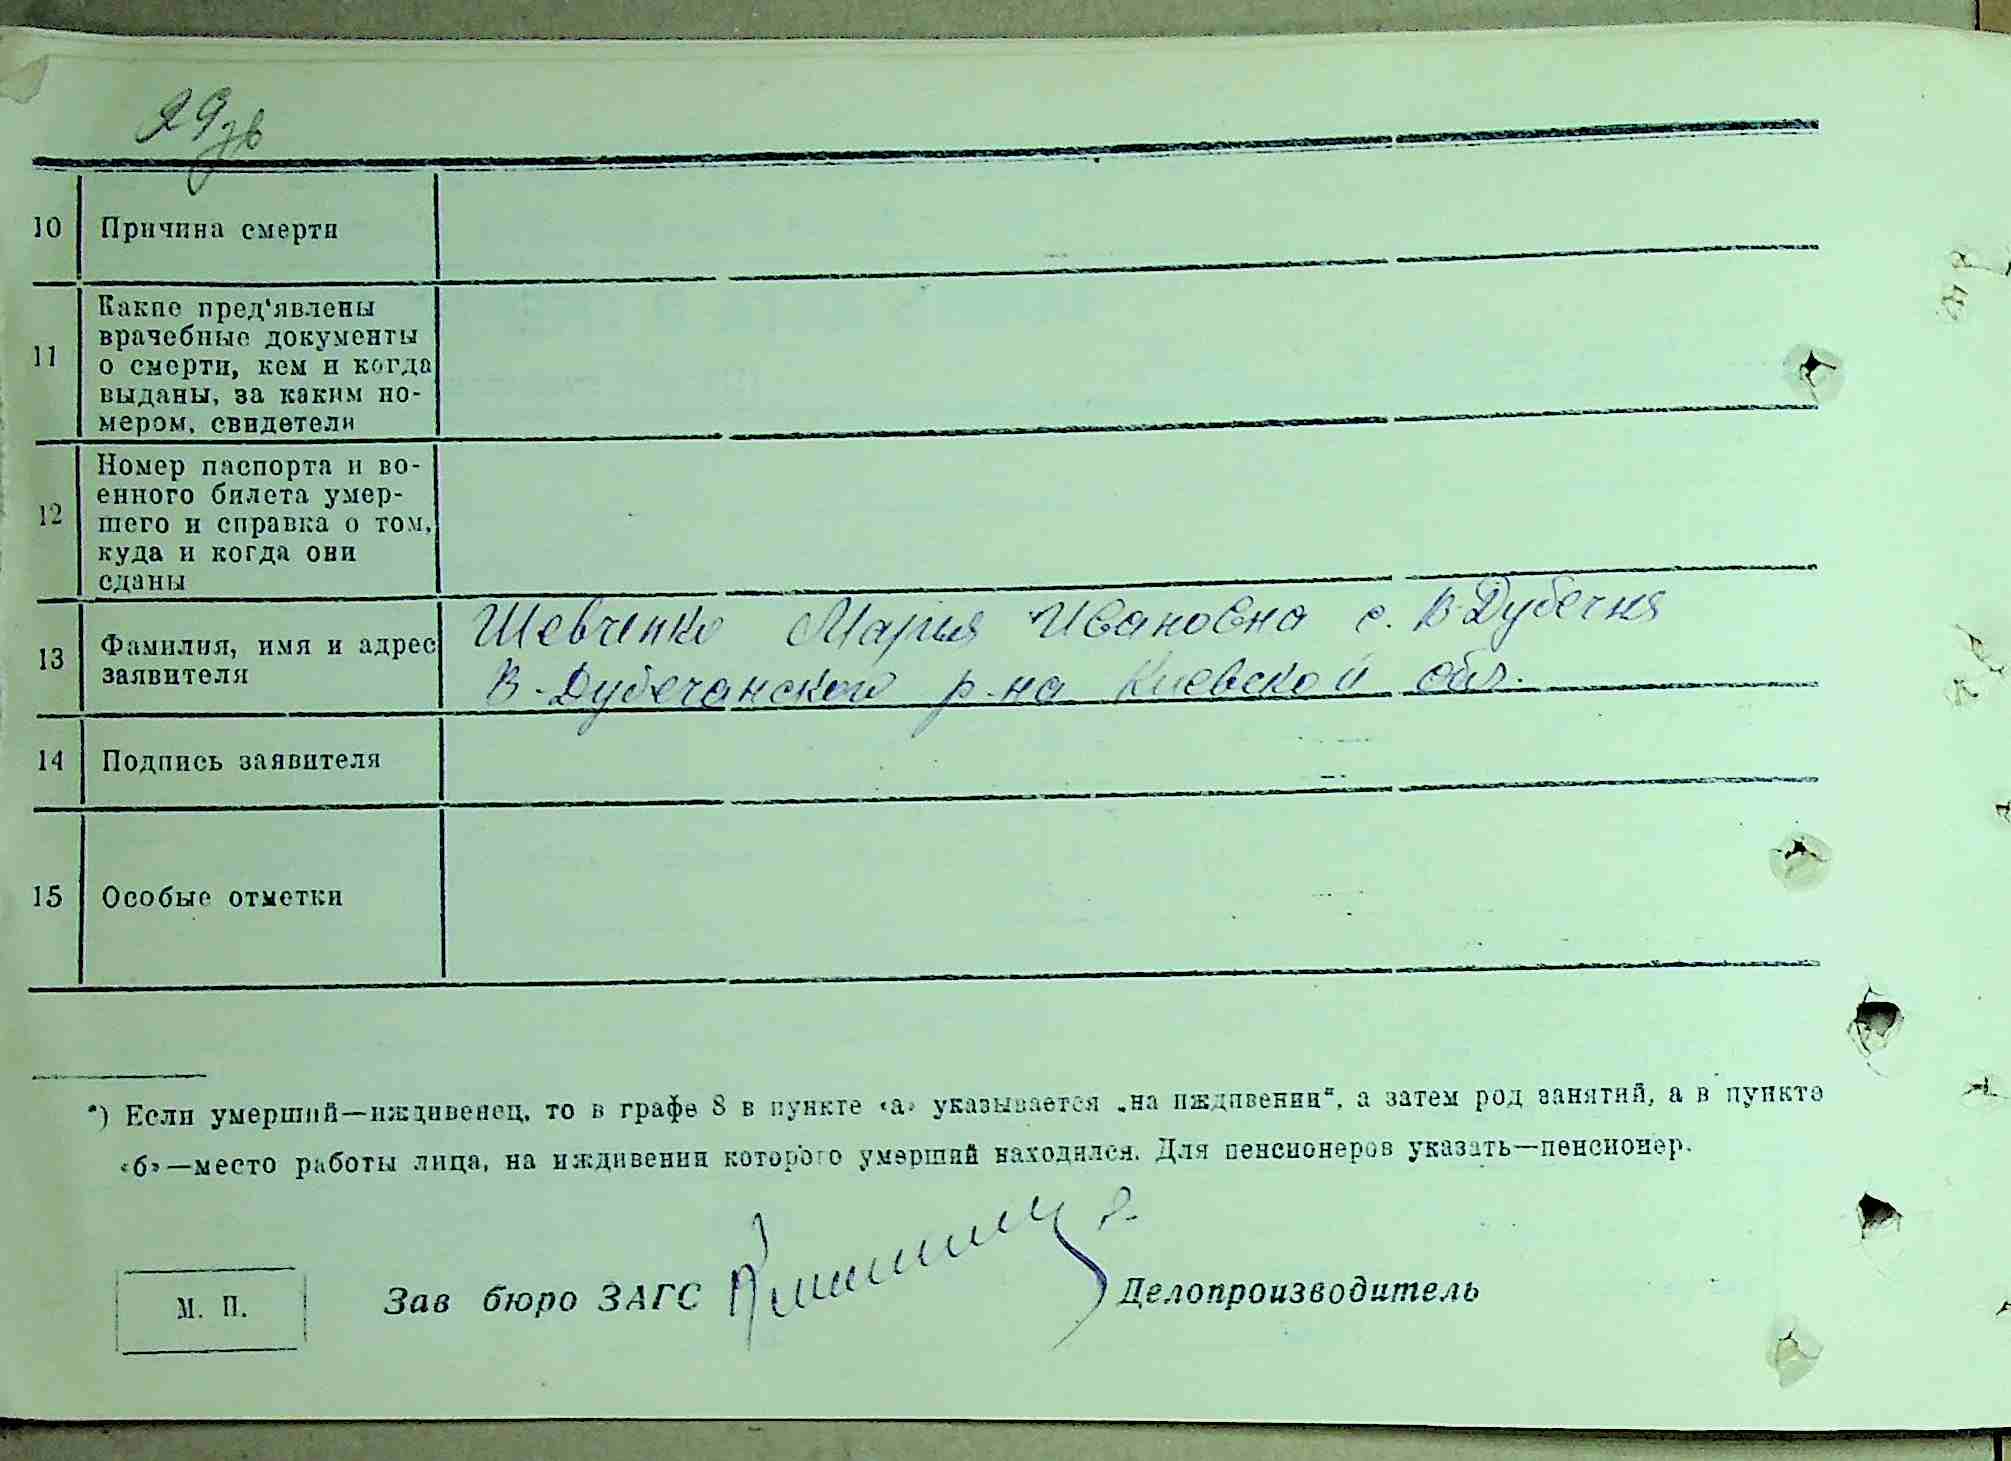 29зв
10 Причина смерти
11 Какие пред'явлены
врачебные документы
о смерти, кем и когда
выданы, за каким но-
мером, свидетели
12 Номер паспорта и во-
енного билета умер-
шего и справка о том,
куда и когда они
сданы
13 Фамилия, имя и адрес
заявителя
Шевченко Мария Ивановна с. В-Дубечня
В-Дубечанского р-на Киевской обл.
14 Подпись заявителя
15 Особые отметки
*) Если умерший—иждивенец, то в графе 8 в пункте «а» указывается „на иждивении“, а затем род занятий, а в пункте
«б»—место работы лица, на иждивении которого умерший находился. Для пенсионеров указать—пенсионер.
М. П. Зав бюро ЗАГС Делопроизводитель